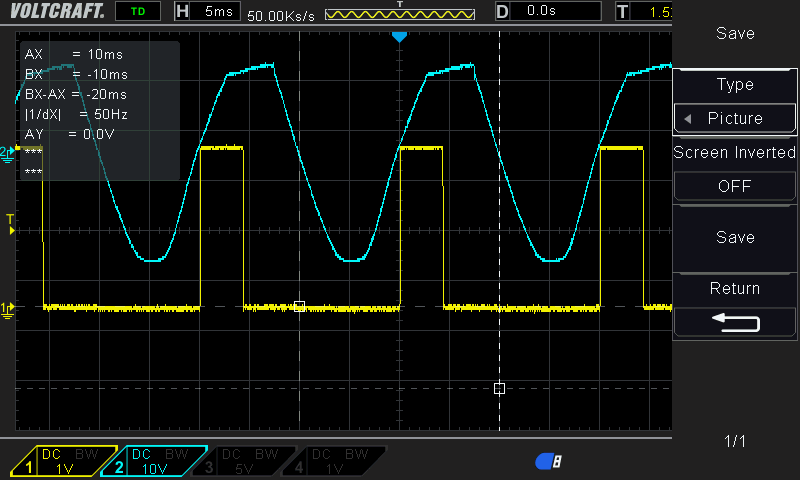 VOLTCRAFT. TD H 5ms 50.00Ks/s T D 0.0s T 1.5
Save
AX = 10ms
BX = -10ms
BX-AX = -20ms
|1/dX| = 50Hz
AY = 0.0V
***
***
Type
Picture
Screen Inverted
OFF
Save
Return
2
T
1
1/1
1 DC BW 1V
2 DC BW 10V
3 DC BW 5V
4 DC BW 1V